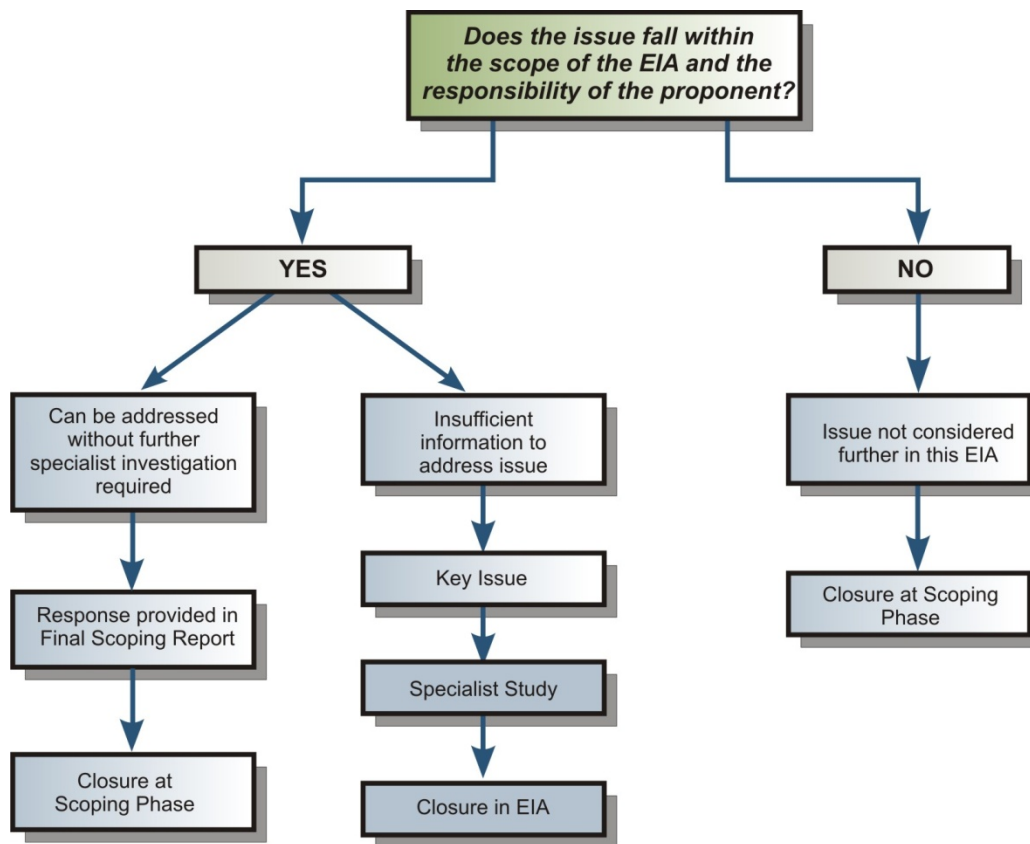 Does the issue fall within
the scope of the EIA and the
responsibility of the proponent?
YES
NO
Can be addressed
without further
specialist investigation
required
Insufficient
information to
address issue
Issue not considered
further in this EIA
Key Issue
Closure at Scoping
Phase
Response provided in
Final Scoping Report
Specialist Study
Closure at
Scoping Phase
Closure in EIA